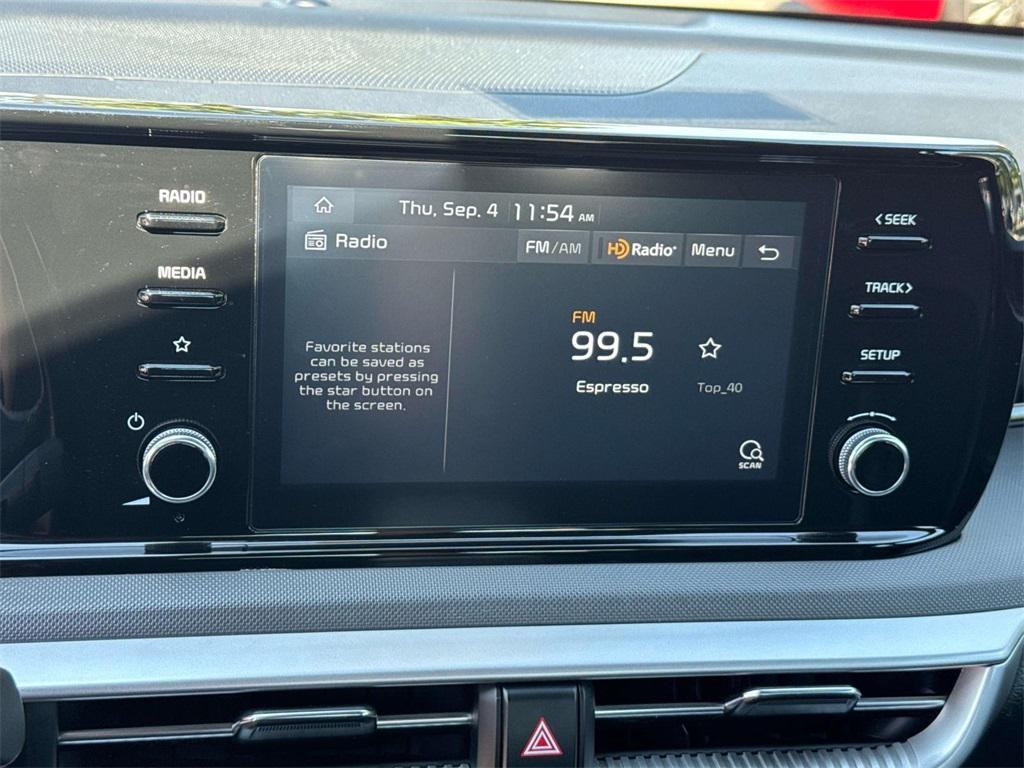 RADIO
MEDIA
Thu, Sep. 4 11:54 AM
Radio FM/AM HD Radio Menu
Favorite stations
can be saved as
presets by pressing
the star button on
the screen.
FM
99.5
Espresso Top_40
SCAN
<SEEK
TRACK>
SETUP